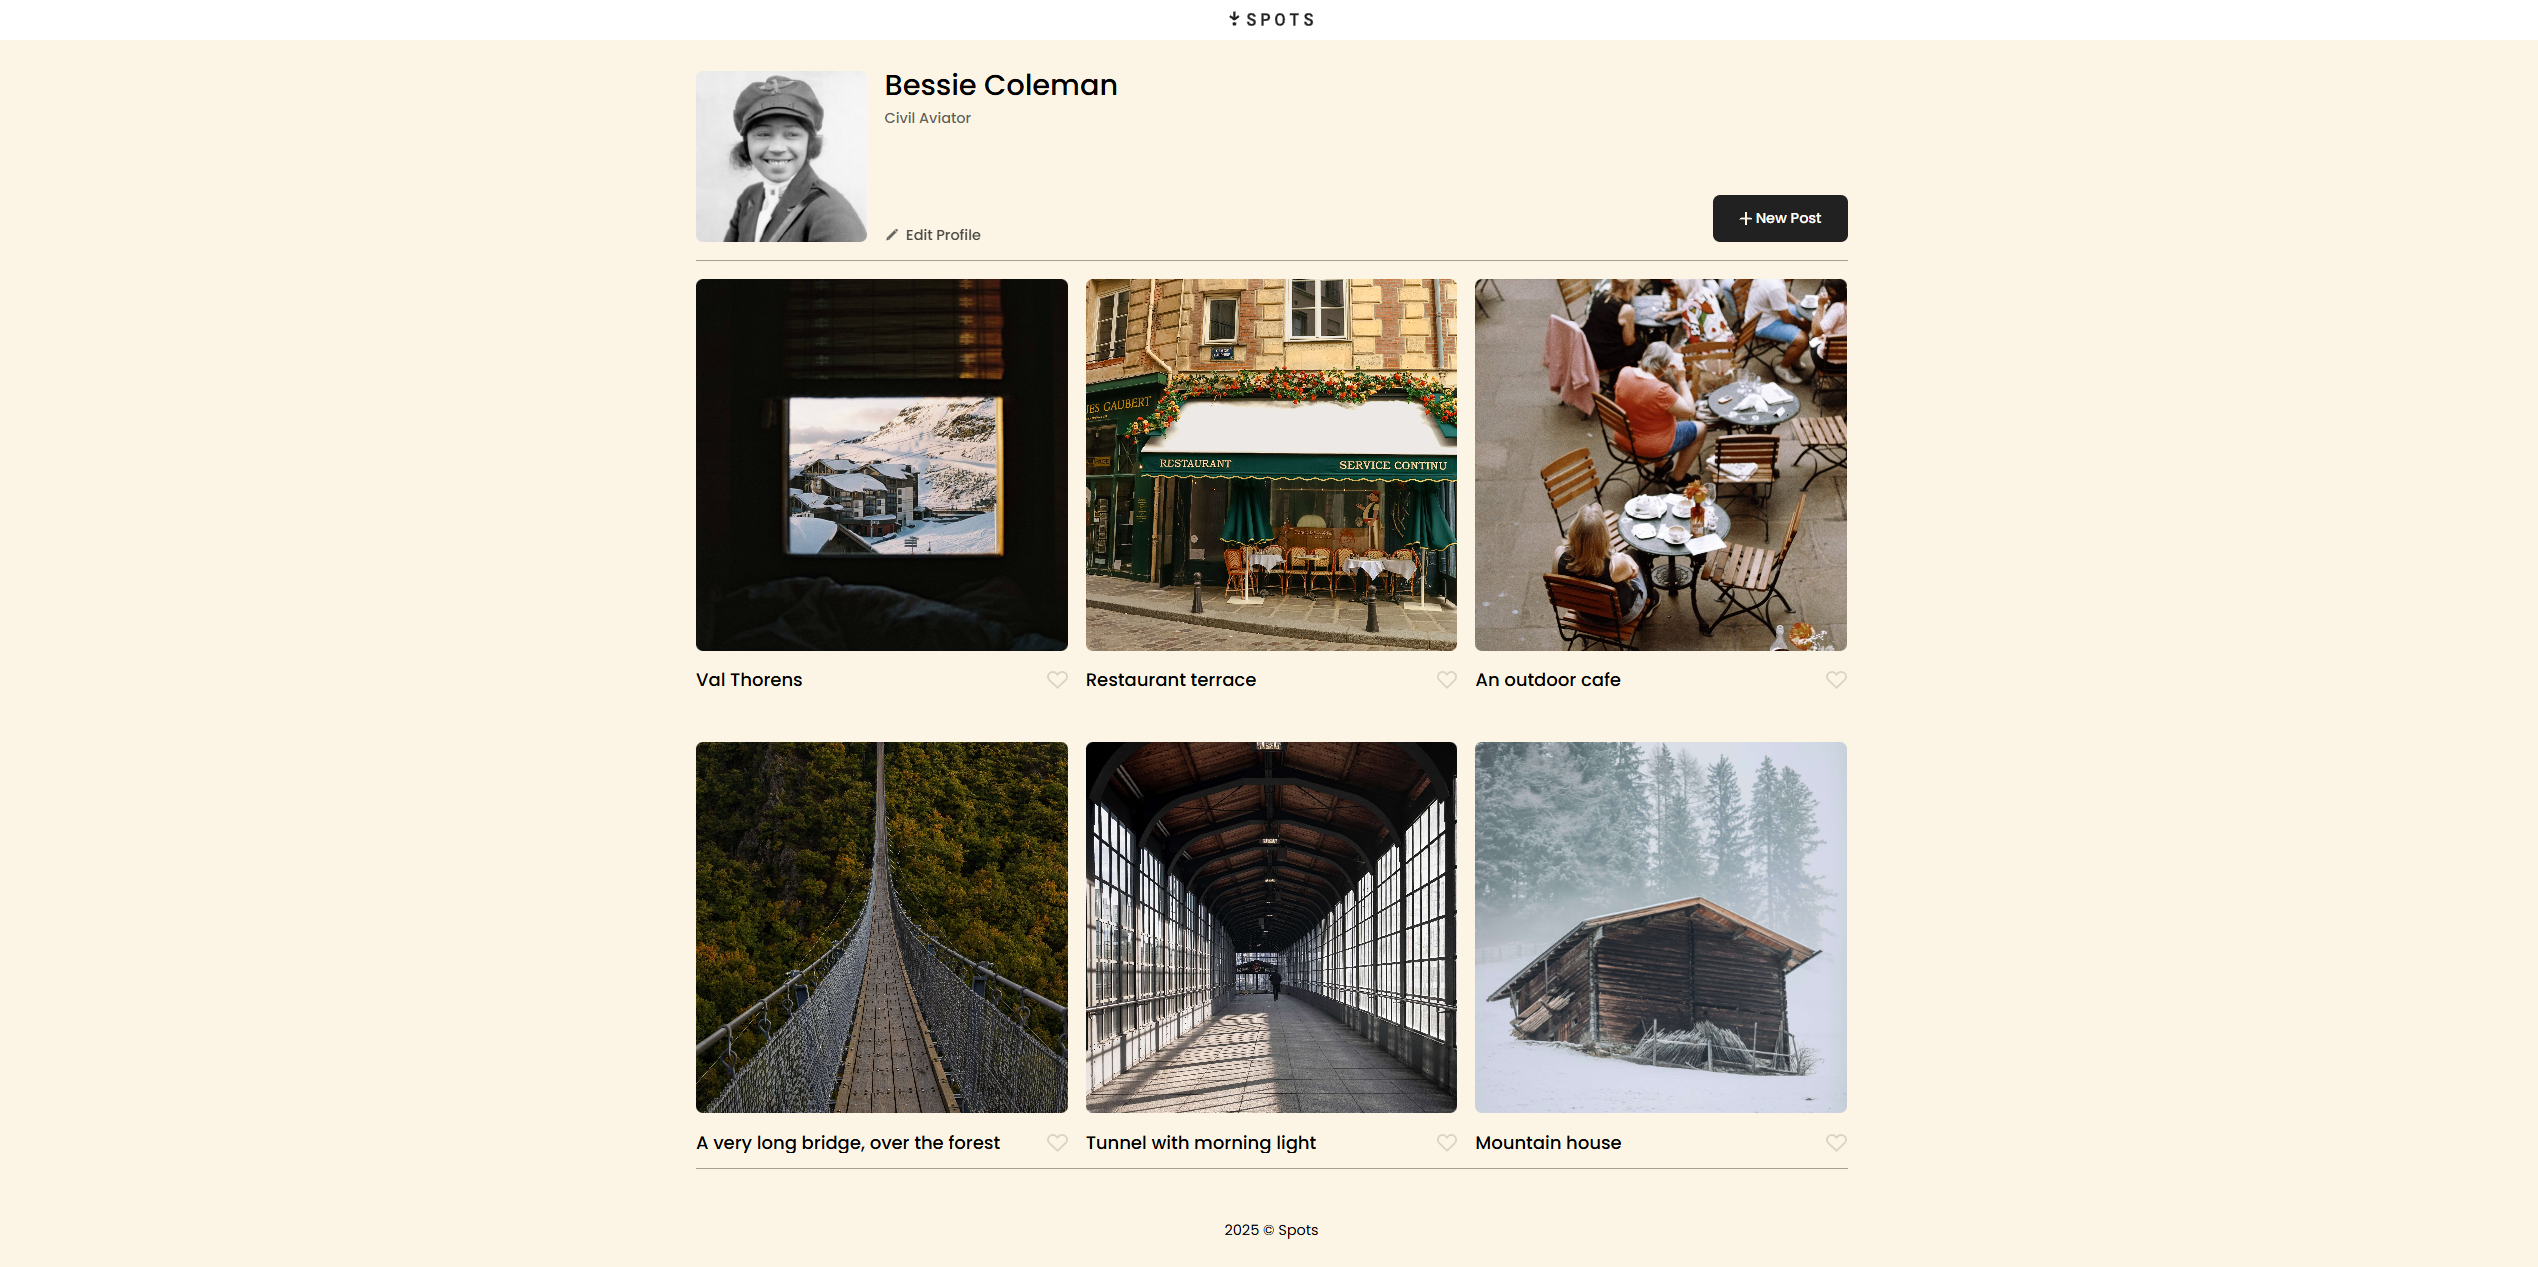 SPOTS
Bessie Coleman
Civil Aviator
Edit Profile
New Post
ES GAUBERT
RESTAURANT
SERVICE CONTINU
Val Thorens
Restaurant terrace
An outdoor cafe
A very long bridge, over the forest
Tunnel with morning light
Mountain house
2025 © Spots